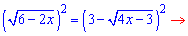 (√(6−2x))² = (3−√(4x−3))² →